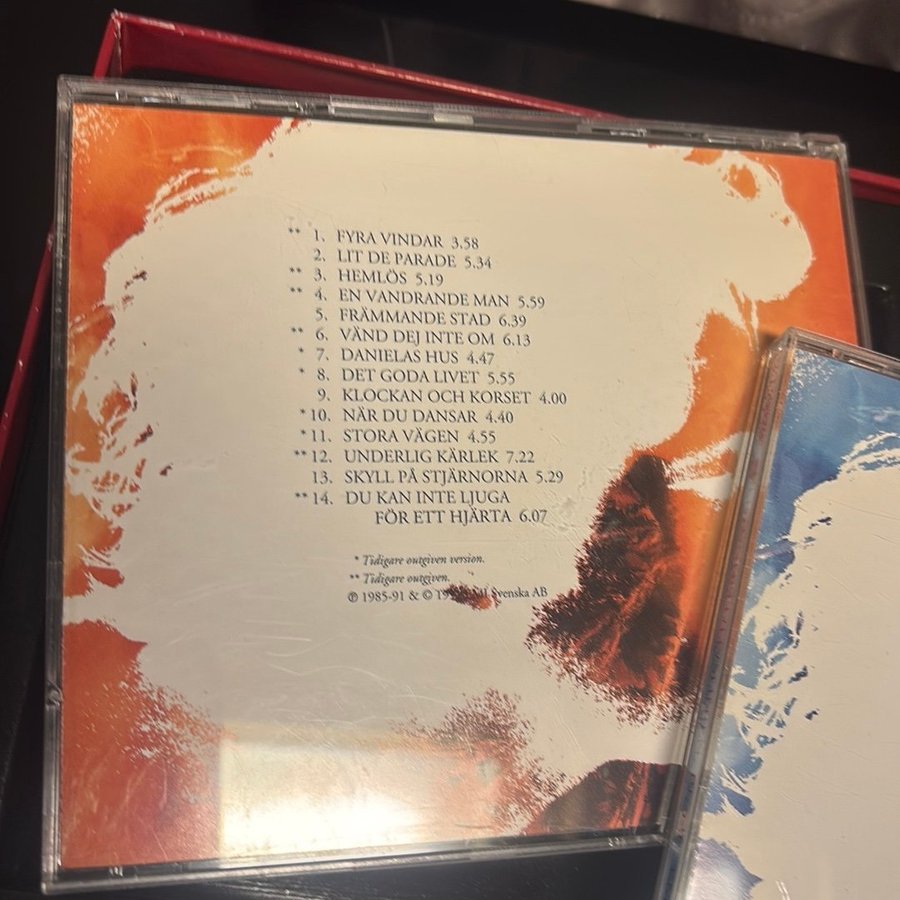 ** 1. FYRA VINDAR 3.58
2. LIT DE PARADE 5.34
** 3. HEMLÖS 5.19
** 4. EN VANDRANDE MAN 5.59
5. FRÄMMANDE STAD 6.39
** 6. VÄND DEJ INTE OM 6.13
* 7. DANIELAS HUS 4.47
* 8. DET GODA LIVET 5.55
9. KLOCKAN OCH KORSET 4.00
*10. NÄR DU DANSAR 4.40
*11. STORA VÄGEN 4.55
**12. UNDERLIG KÄRLEK 7.22
13. SKYLL PÅ STJÄRNORNA 5.29
**14. DU KAN INTE LJUGA
FÖR ETT HJÄRTA 6.07
* Tidigare outgiven version.
** Tidigare outgiven.
℗ 1985-91 & © Svenska AB